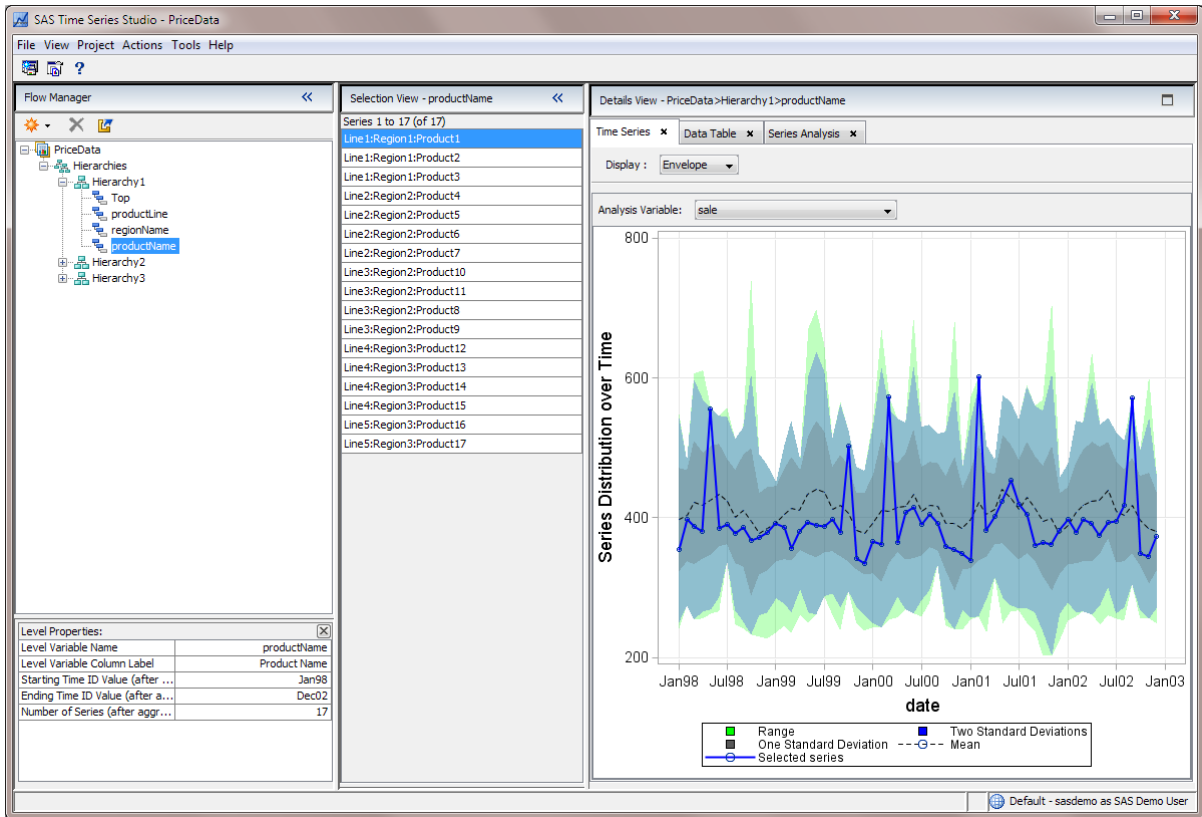 SAS Time Series Studio - PriceData
File View Project Actions Tools Help
Flow Manager
PriceData
Hierarchies
Hierarchy1
Top
productLine
regionName
productName
Hierarchy2
Hierarchy3
Level Properties:
Level Variable Name productName
Level Variable Column Label Product Name
Starting Time ID Value (after ... Jan98
Ending Time ID Value (after a... Dec02
Number of Series (after aggr... 17
Selection View - productName
Series 1 to 17 (of 17)
Line1:Region1:Product1
Line1:Region1:Product2
Line1:Region1:Product3
Line2:Region2:Product4
Line2:Region2:Product5
Line2:Region2:Product6
Line2:Region2:Product7
Line3:Region2:Product10
Line3:Region2:Product11
Line3:Region2:Product8
Line3:Region2:Product9
Line4:Region3:Product12
Line4:Region3:Product13
Line4:Region3:Product14
Line4:Region3:Product15
Line5:Region3:Product16
Line5:Region3:Product17
Details View - PriceData>Hierarchy1>productName
Time Series Data Table Series Analysis
Display : Envelope
Analysis Variable: sale
Series Distribution over Time
800
600
400
200
Jan98 Jul98 Jan99 Jul99 Jan00 Jul00 Jan01 Jul01 Jan02 Jul02 Jan03
date
Range Two Standard Deviations
One Standard Deviation Mean
Selected series
Default - sasdemo as SAS Demo User